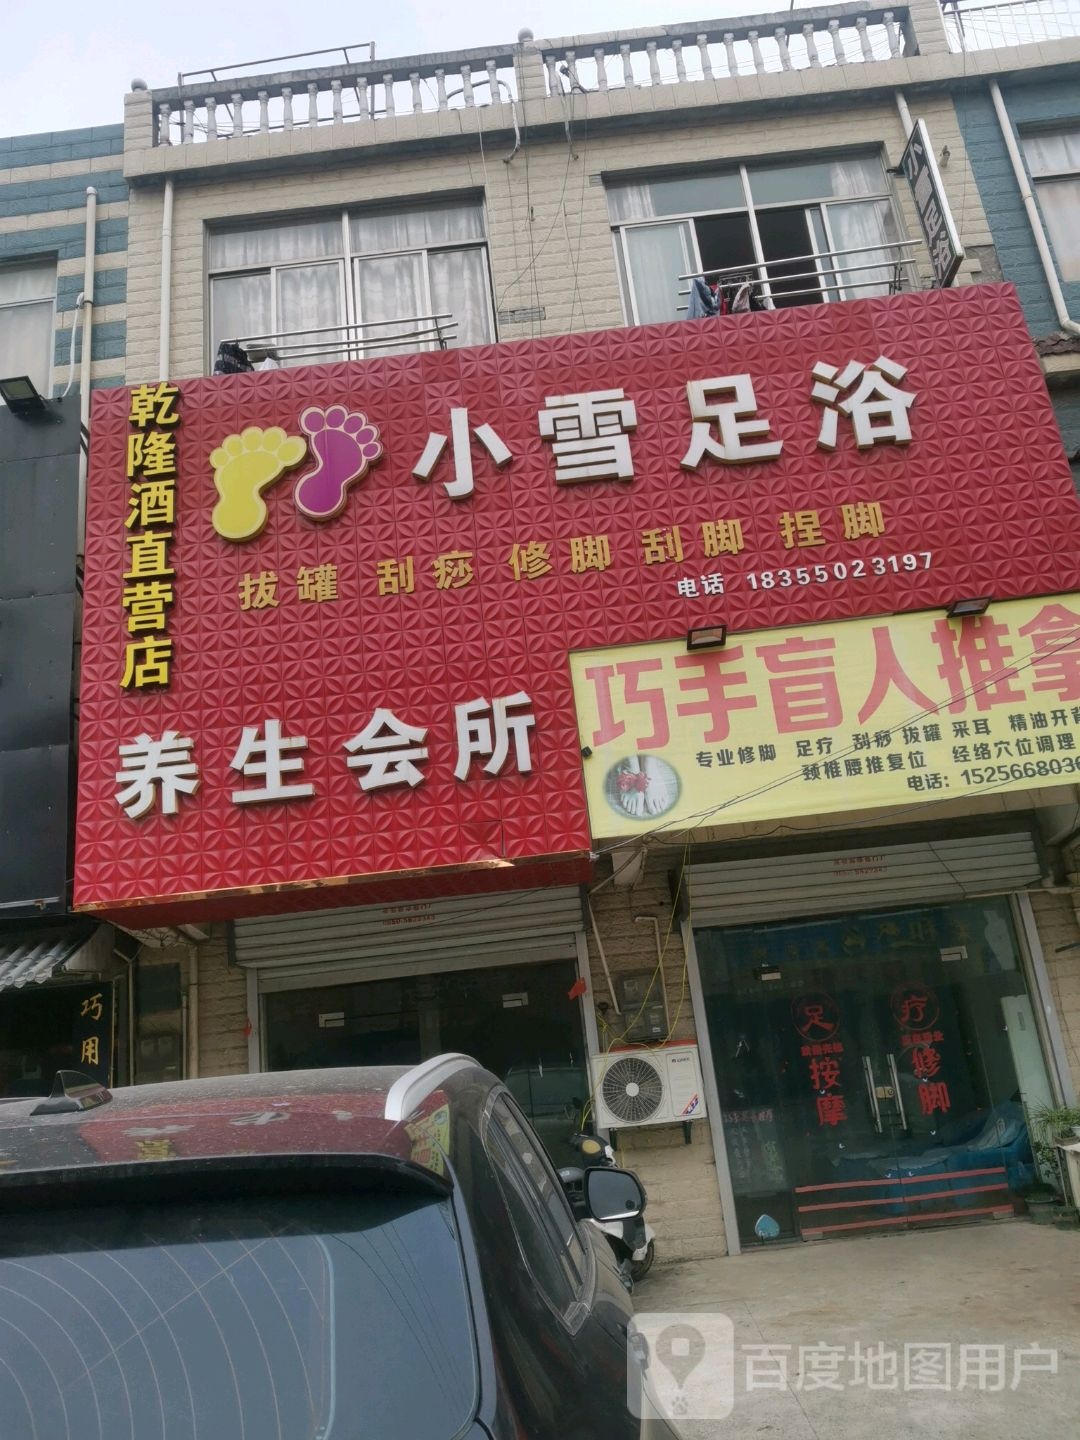 小雪足浴
乾隆酒直营店
小雪足浴
拔罐 刮痧 修脚 刮脚 捏脚
电话 18355023197
养生会所
巧手盲人推拿
专业修脚 足疗 刮痧 拔罐 采耳 精油开背
颈椎腰推复位 经络穴位调理
电话: 1525668036
巧用
足疗
按摩
修脚
百度地图用户